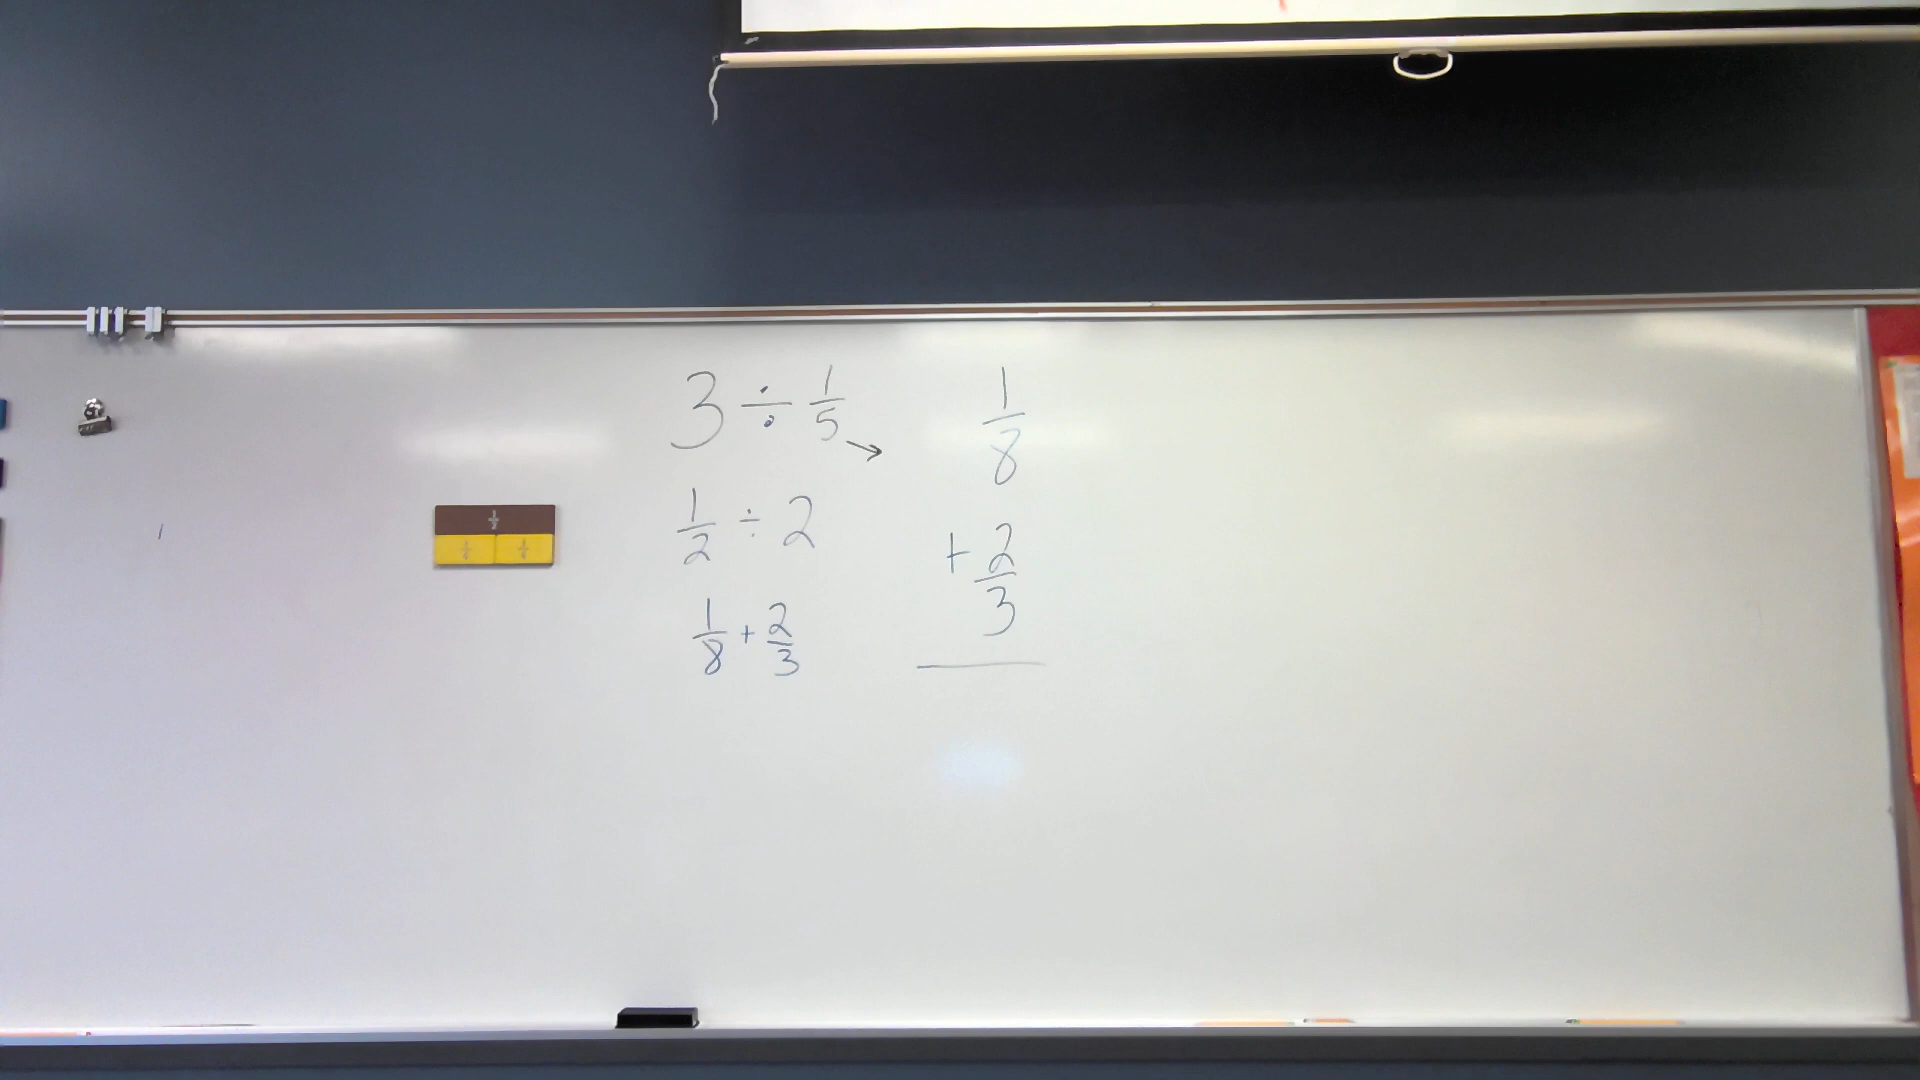 3 ÷ 1/5 →
1/2 ÷ 2
1/8 + 2/3
1/8
+ 2/3